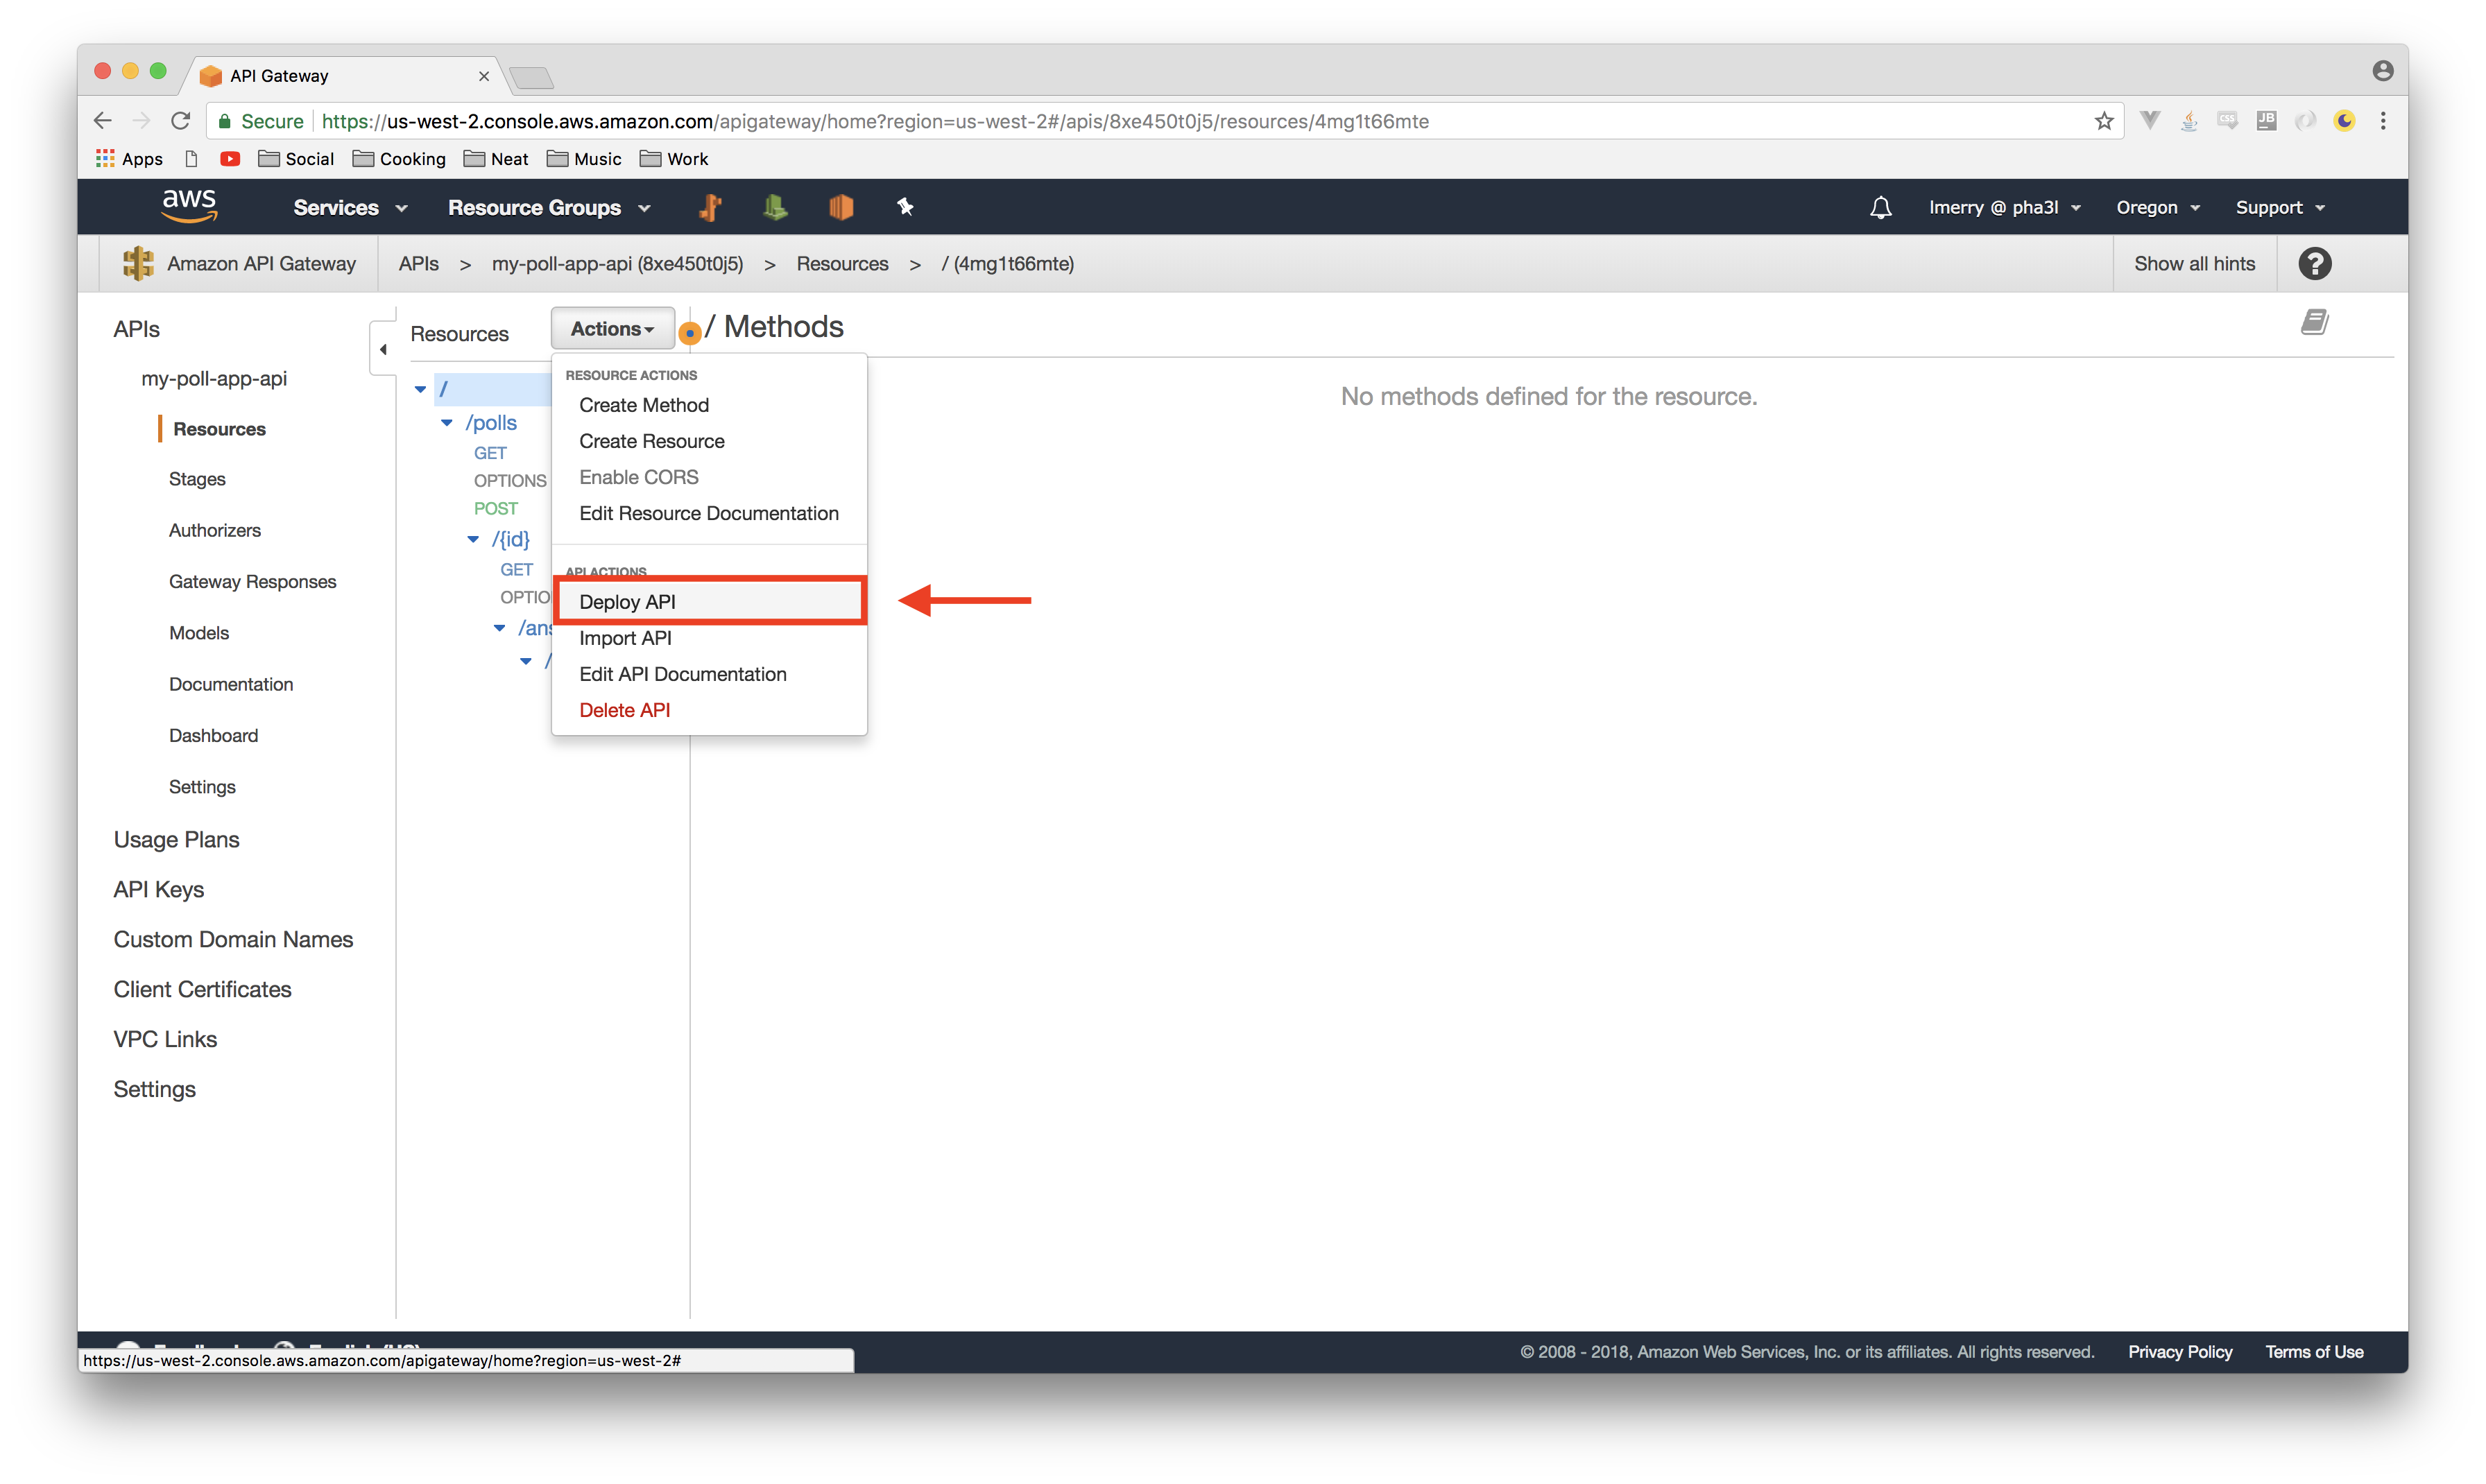 API Gateway
Secure https://us-west-2.console.aws.amazon.com/apigateway/home?region=us-west-2#/apis/8xe450t0j5/resources/4mg1t66mte
CSS JB
Apps Social Cooking Neat Music Work
aws Services Resource Groups lmerry @ pha3l Oregon Support
Amazon API Gateway APIs > my-poll-app-api (8xe450t0j5) > Resources > / (4mg1t66mte) Show all hints ?
APIs
my-poll-app-api
Resources
Stages
Authorizers
Gateway Responses
Models
Documentation
Dashboard
Settings
Usage Plans
API Keys
Custom Domain Names
Client Certificates
VPC Links
Settings
Resources Actions
/
/polls
GET
OPTIONS
POST
/{id}
GET
OPTIO
/ans
/
RESOURCE ACTIONS
Create Method
Create Resource
Enable CORS
Edit Resource Documentation
API ACTIONS
Deploy API
Import API
Edit API Documentation
Delete API
/ Methods
No methods defined for the resource.
https://us-west-2.console.aws.amazon.com/apigateway/home?region=us-west-2#
© 2008 - 2018, Amazon Web Services, Inc. or its affiliates. All rights reserved. Privacy Policy Terms of Use